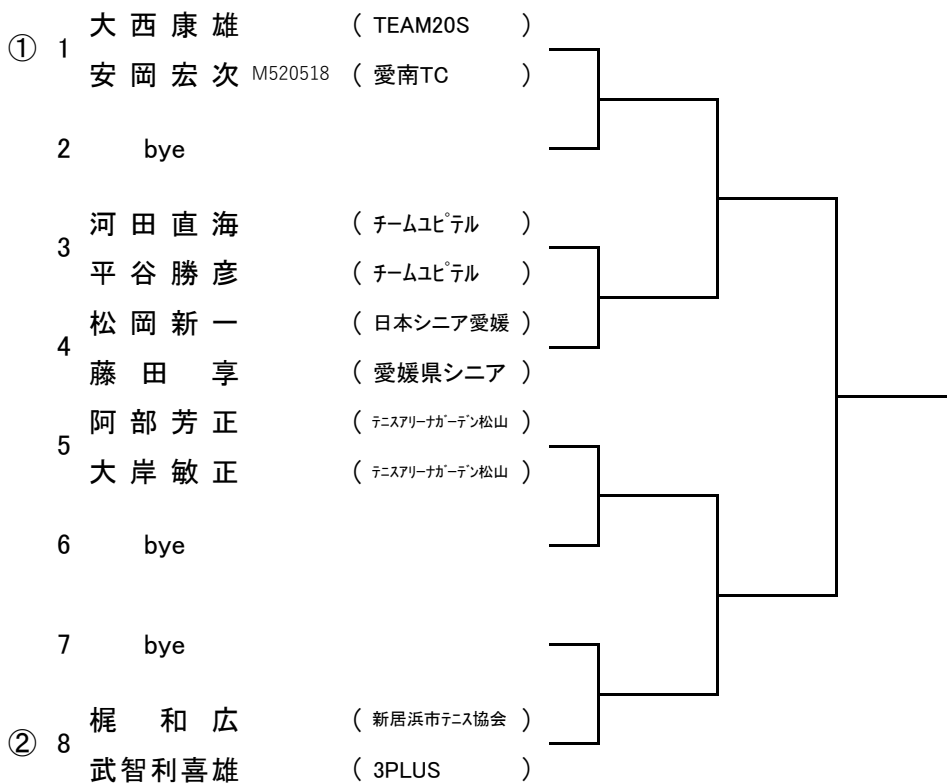 大西康雄 ( TEAM20S )
① 1
安岡宏次 M520518 ( 愛南TC )
2 bye
河田直海 ( チームユピテル )
3
平谷勝彦 ( チームユピテル )
松岡新一 ( 日本シニア愛媛 )
4
藤田 享 ( 愛媛県シニア )
阿部芳正 ( テニスアリーナガーデン松山 )
5
大岸敏正 ( テニスアリーナガーデン松山 )
6 bye
7 bye
梶 和広 ( 新居浜市テニス協会 )
② 8
武智利喜雄 ( 3PLUS )